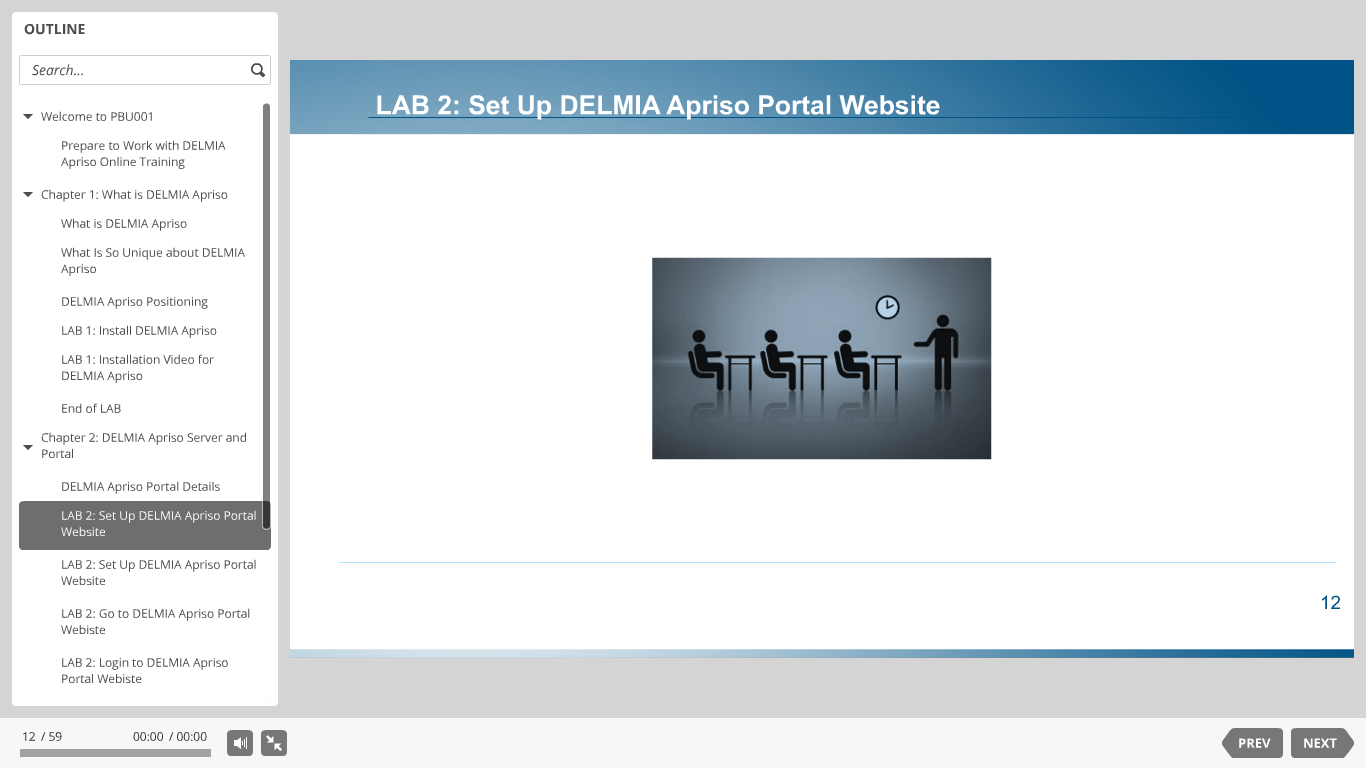 OUTLINE
Search...
Welcome to PBU001
Prepare to Work with DELMIA
Apriso Online Training
Chapter 1: What is DELMIA Apriso
What is DELMIA Apriso
What Is So Unique about DELMIA
Apriso
DELMIA Apriso Positioning
LAB 1: Install DELMIA Apriso
LAB 1: Installation Video for
DELMIA Apriso
End of LAB
Chapter 2: DELMIA Apriso Server and
Portal
DELMIA Apriso Portal Details
LAB 2: Set Up DELMIA Apriso Portal
Website
LAB 2: Set Up DELMIA Apriso Portal
Website
LAB 2: Go to DELMIA Apriso Portal
Webiste
LAB 2: Login to DELMIA Apriso
Portal Webiste
LAB 2: Set Up DELMIA Apriso Portal Website
12
12 / 59 00:00 / 00:00
PREV NEXT